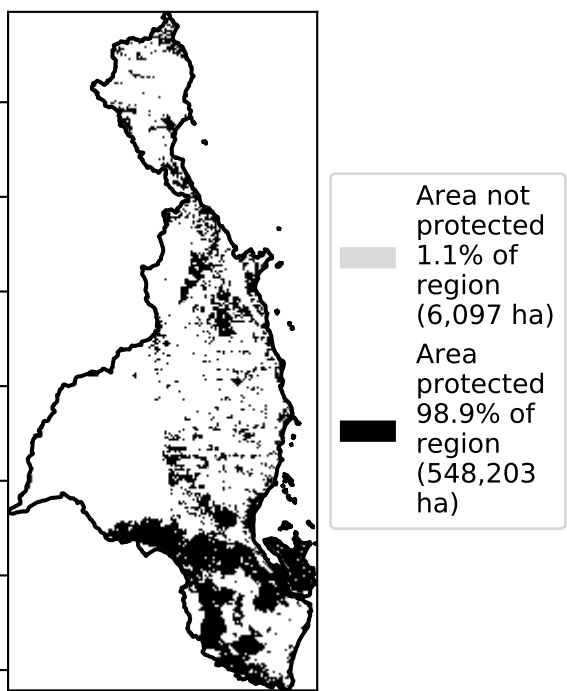 Area not
protected
1.1% of
region
(6,097 ha)
Area
protected
98.9% of
region
(548,203
ha)